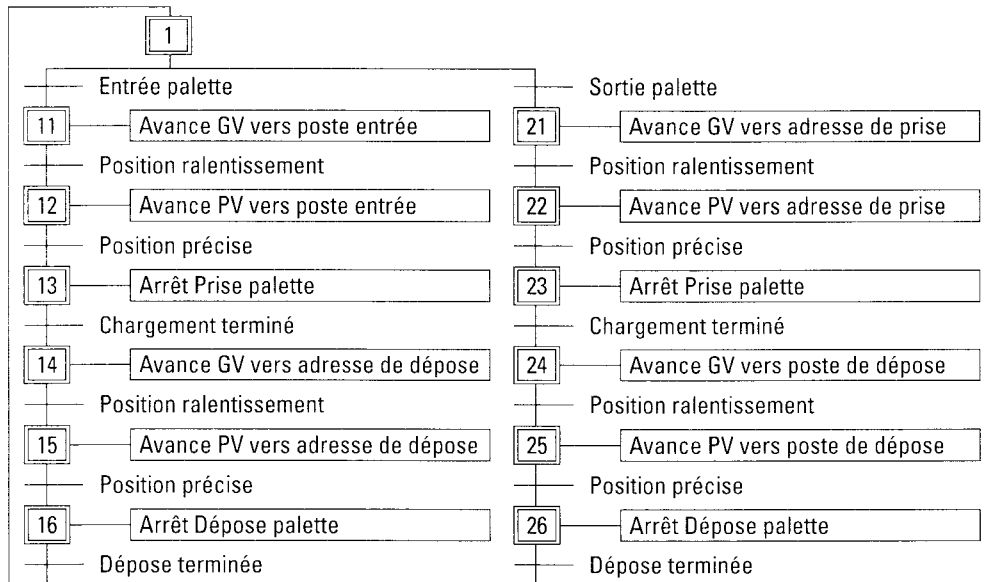 1
Entrée palette
11 Avance GV vers poste entrée
Position ralentissement
12 Avance PV vers poste entrée
Position précise
13 Arrêt Prise palette
Chargement terminé
14 Avance GV vers adresse de dépose
Position ralentissement
15 Avance PV vers adresse de dépose
Position précise
16 Arrêt Dépose palette
Dépose terminée
Sortie palette
21 Avance GV vers adresse de prise
Position ralentissement
22 Avance PV vers adresse de prise
Position précise
23 Arrêt Prise palette
Chargement terminé
24 Avance GV vers poste de dépose
Position ralentissement
25 Avance PV vers poste de dépose
Position précise
26 Arrêt Dépose palette
Dépose terminée